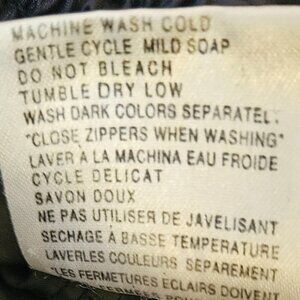 MACHINE WASH COLD
GENTLE CYCLE MILD SOAP
DO NOT BLEACH
TUMBLE DRY LOW
WASH DARK COLORS SEPARATEL
"CLOSE ZIPPERS WHEN WASHING"
LAVER À LA MACHINA EAU FROIDE
CYCLE DELICAT
SAVON DOUX
NE PAS UTILISER DE JAVELISANT
SECHAGE À BASSE TEMPERATURE
LAVERLES COULEURS SÉPAREMENT
"LES FERMETURES ÉCLAIRS DOIVENT